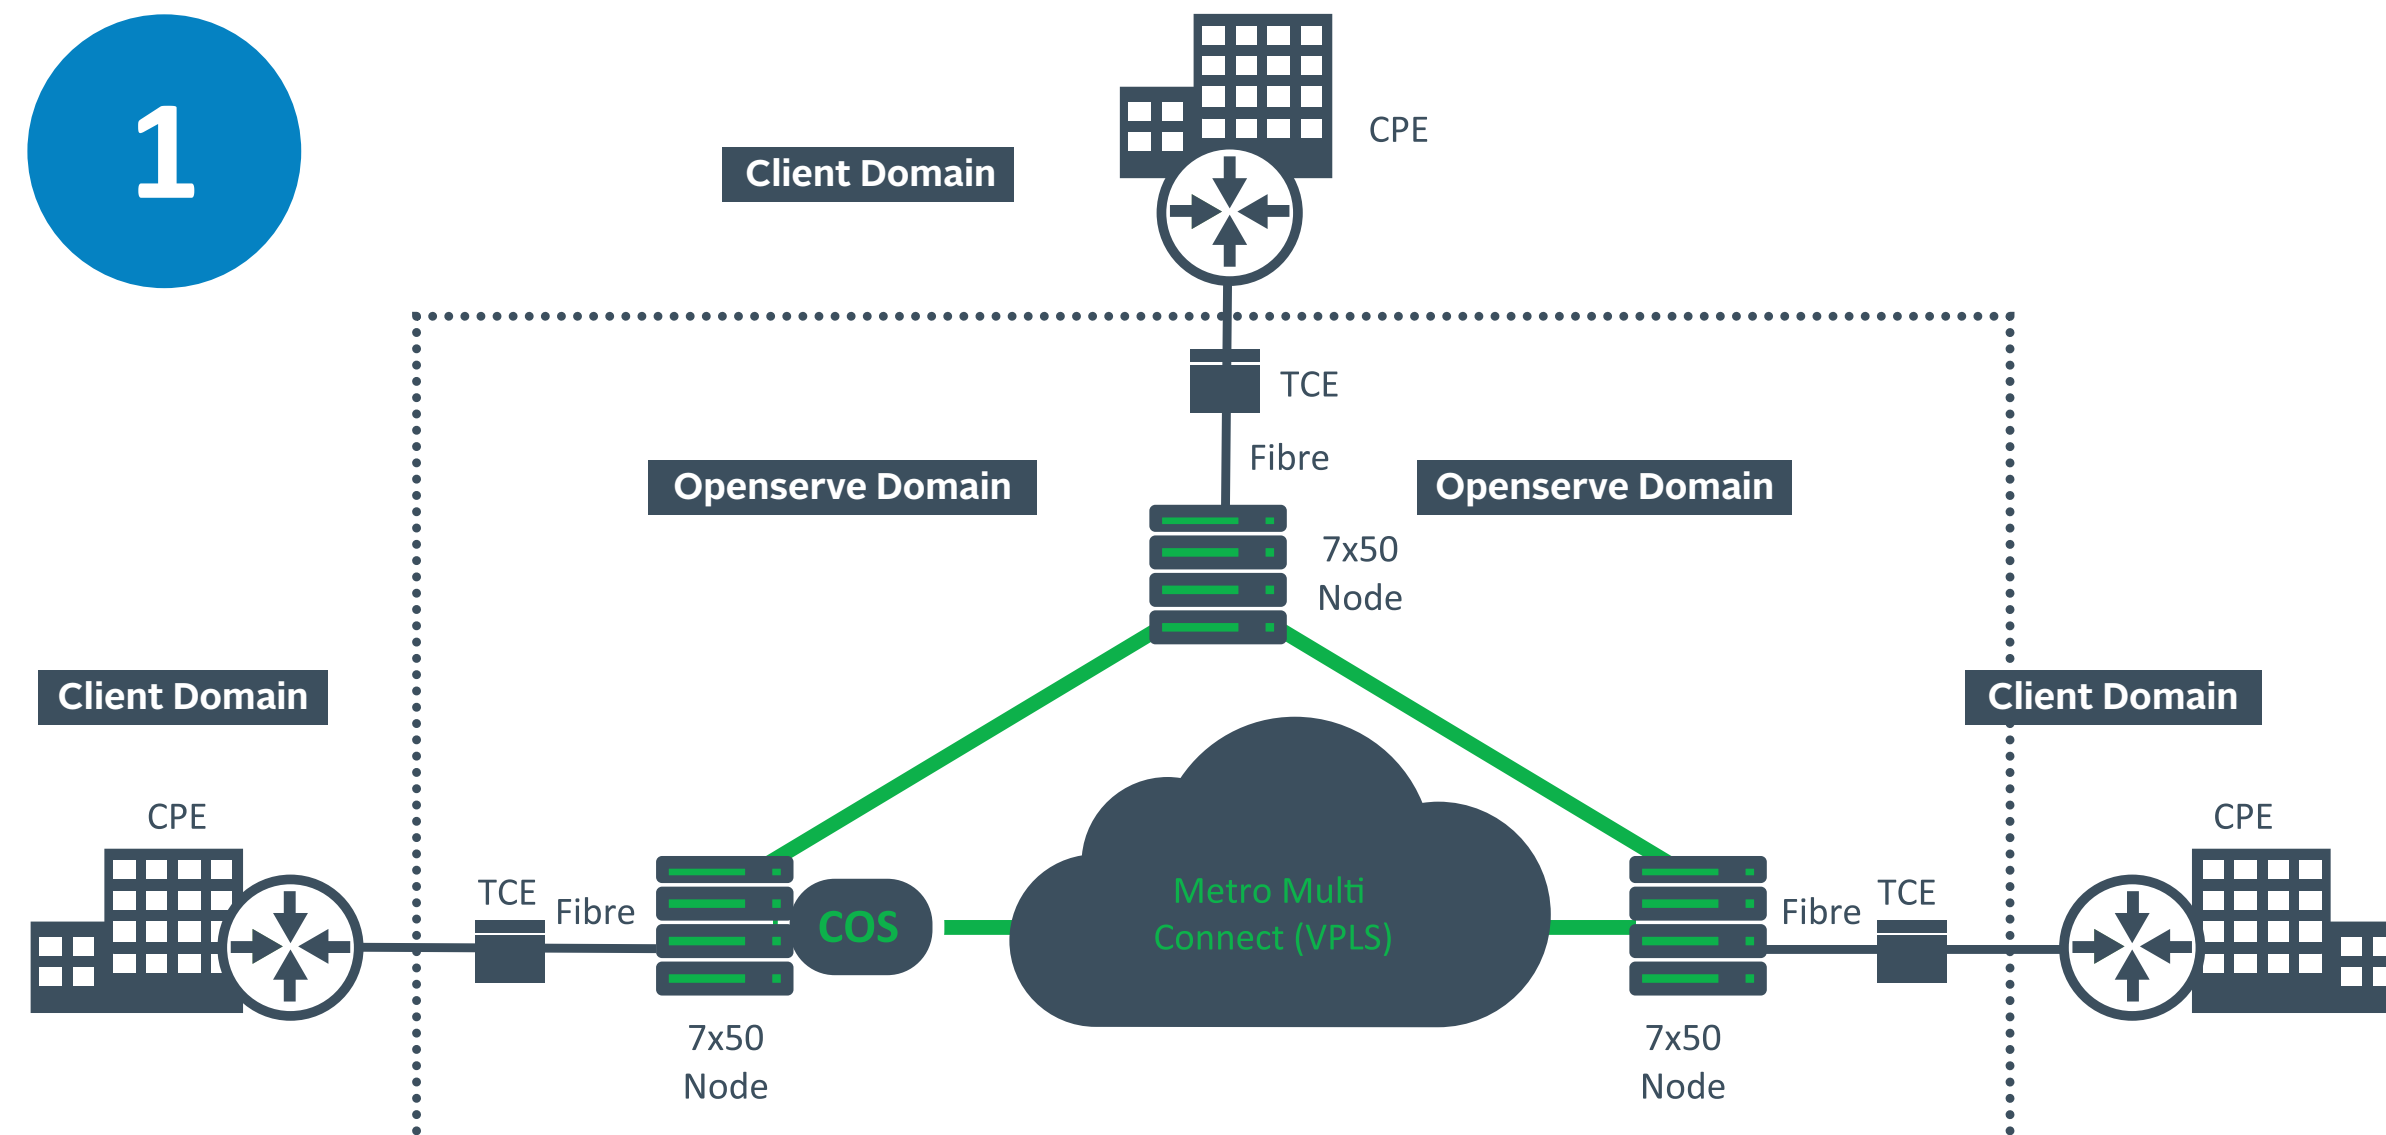 1
CPE
Client Domain
TCE
Fibre
Openserve Domain
Openserve Domain
7x50
Node
Client Domain
Client Domain
CPE
CPE
TCE
Fibre
COS
Metro Multi
Connect (VPLS)
Fibre
TCE
7x50
Node
7x50
Node